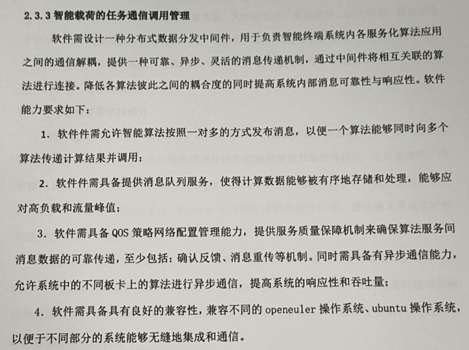 2.3.3 智能载荷的任务通信调用管理
软件需设计一种分布式数据分发中间件，用于负责智能终端系统内各服务化算法应用
之间的通信解耦，提供一种可靠、异步、灵活的消息传递机制，通过中间件将相互关联的算
法进行连接。降低各算法彼此之间的耦合度的同时提高系统内部消息可靠性与响应性。软件
能力要求如下：
1. 软件件需允许智能算法按照一对多的方式发布消息，以便一个算法能够同时向多个
算法传递计算结果并调用；
2. 软件件需具备提供消息队列服务，使得计算数据能够被有序地存储和处理，能够应
对高负载和流量峰值；
3. 软件需具备 QOS 策略网络配置管理能力，提供服务质量保障机制来确保算法服务间
消息数据的可靠传递，至少包括：确认反馈、消息重传等机制。同时需具备有异步通信能力，
允许系统中的不同板卡上的算法进行异步通信，提高系统的响应性和吞吐量；
4. 软件需具备具有良好的兼容性，兼容不同的 openeuler 操作系统、ubuntu 操作系统，
以便于不同部分的系统能够无缝地集成和通信。